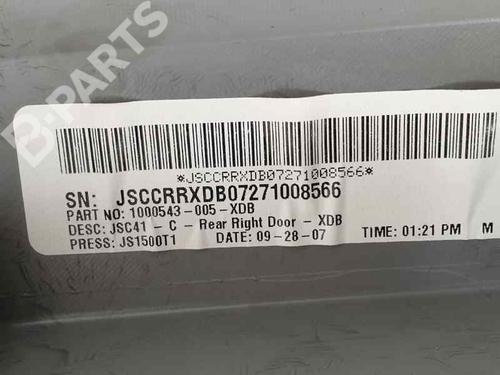 B-PARTS
*JSCCRRXDB07271008566*
SN: JSCCRRXDB07271008566
PART NO: 1000543-005-XDB
DESC: JSC41 - C - Rear Right Door - XDB
PRESS: JS1500T1 DATE: 09-28-07 TIME: 01:21 PM M